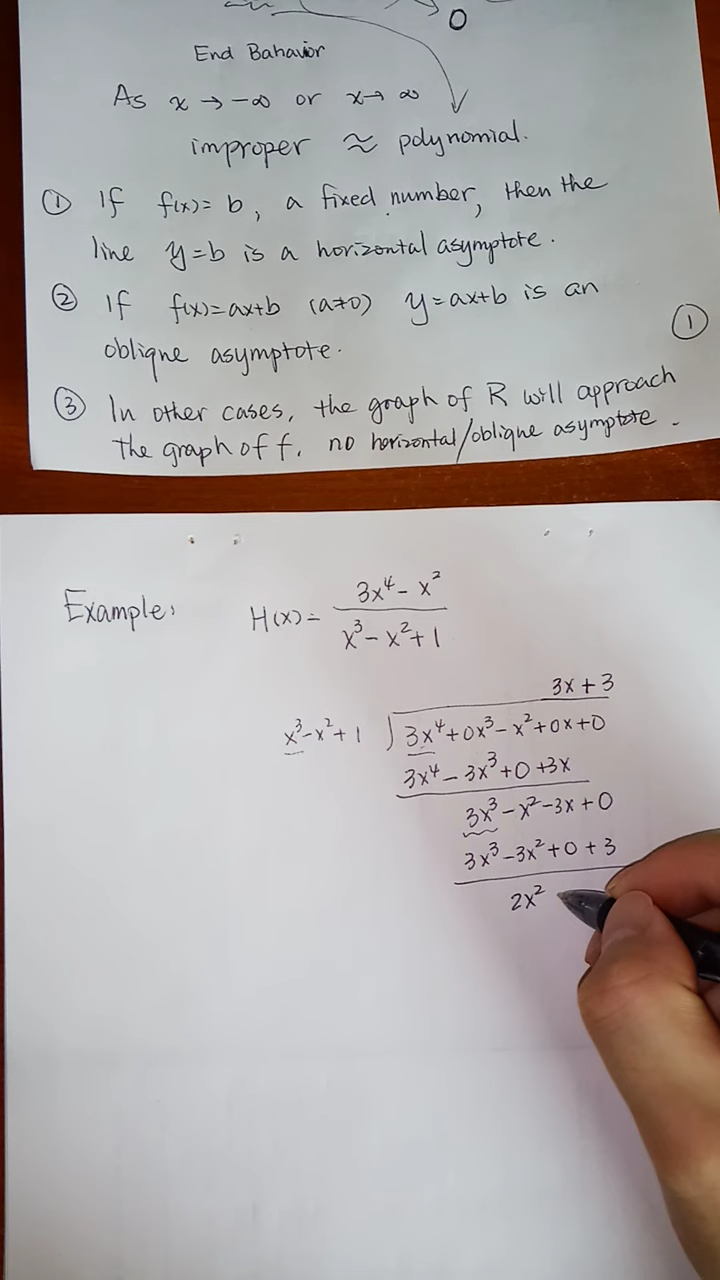 0
End Bahavior
As x → -∞ or x → ∞
improper ≈ polynomial.
① If f(x)= b, a fixed number, then the
line y=b is a horizontal asymptote.
② If f(x)=ax+b (a≠0) y=ax+b is an
oblique asymptote.
①
③ In other cases, the graph of R will approach
the graph of f. no horizontal/oblique asymptote.
Example: H(x)= (3x⁴ - x²)/(x³ - x² + 1)
3x + 3
x³-x²+1 ) 3x⁴+0x³-x²+0x+0
3x⁴ - 3x³+0+3x
3x³-x²-3x+0
3x³-3x²+0+3
2x²